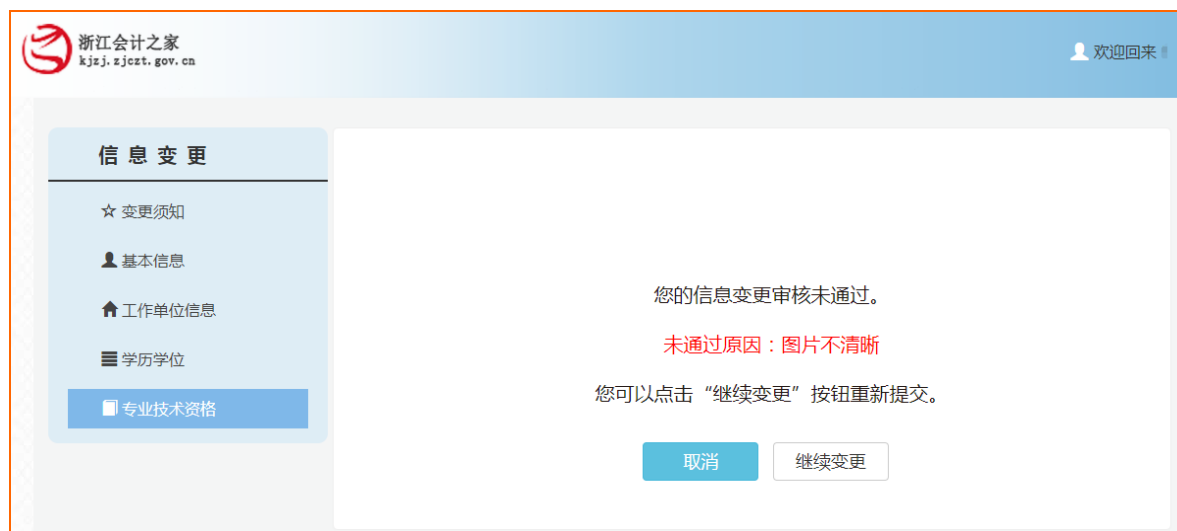 浙江会计之家
kjzj.zjczt.gov.cn
欢迎回来
信息变更
变更须知
基本信息
工作单位信息
学历学位
专业技术资格
您的信息变更审核未通过。
未通过原因：图片不清晰
您可以点击“继续变更”按钮重新提交。
取消
继续变更